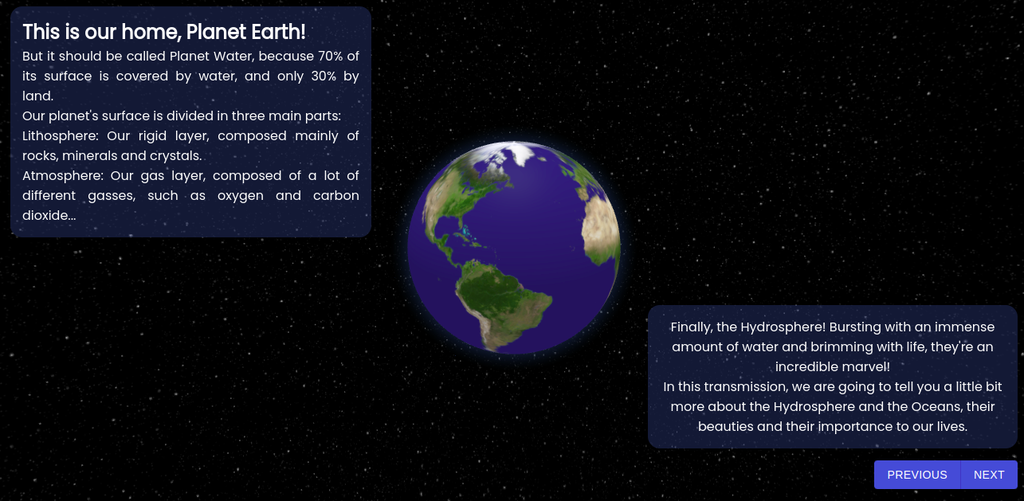 This is our home, Planet Earth!
But it should be called Planet Water, because 70% of
its surface is covered by water, and only 30% by
land.
Our planet's surface is divided in three main parts:
Lithosphere: Our rigid layer, composed mainly of
rocks, minerals and crystals.
Atmosphere: Our gas layer, composed of a lot of
different gasses, such as oxygen and carbon
dioxide...
Finally, the Hydrosphere! Bursting with an immense
amount of water and brimming with life, they're an
incredible marvel!
In this transmission, we are going to tell you a little bit
more about the Hydrosphere and the Oceans, their
beauties and their importance to our lives.
PREVIOUS NEXT